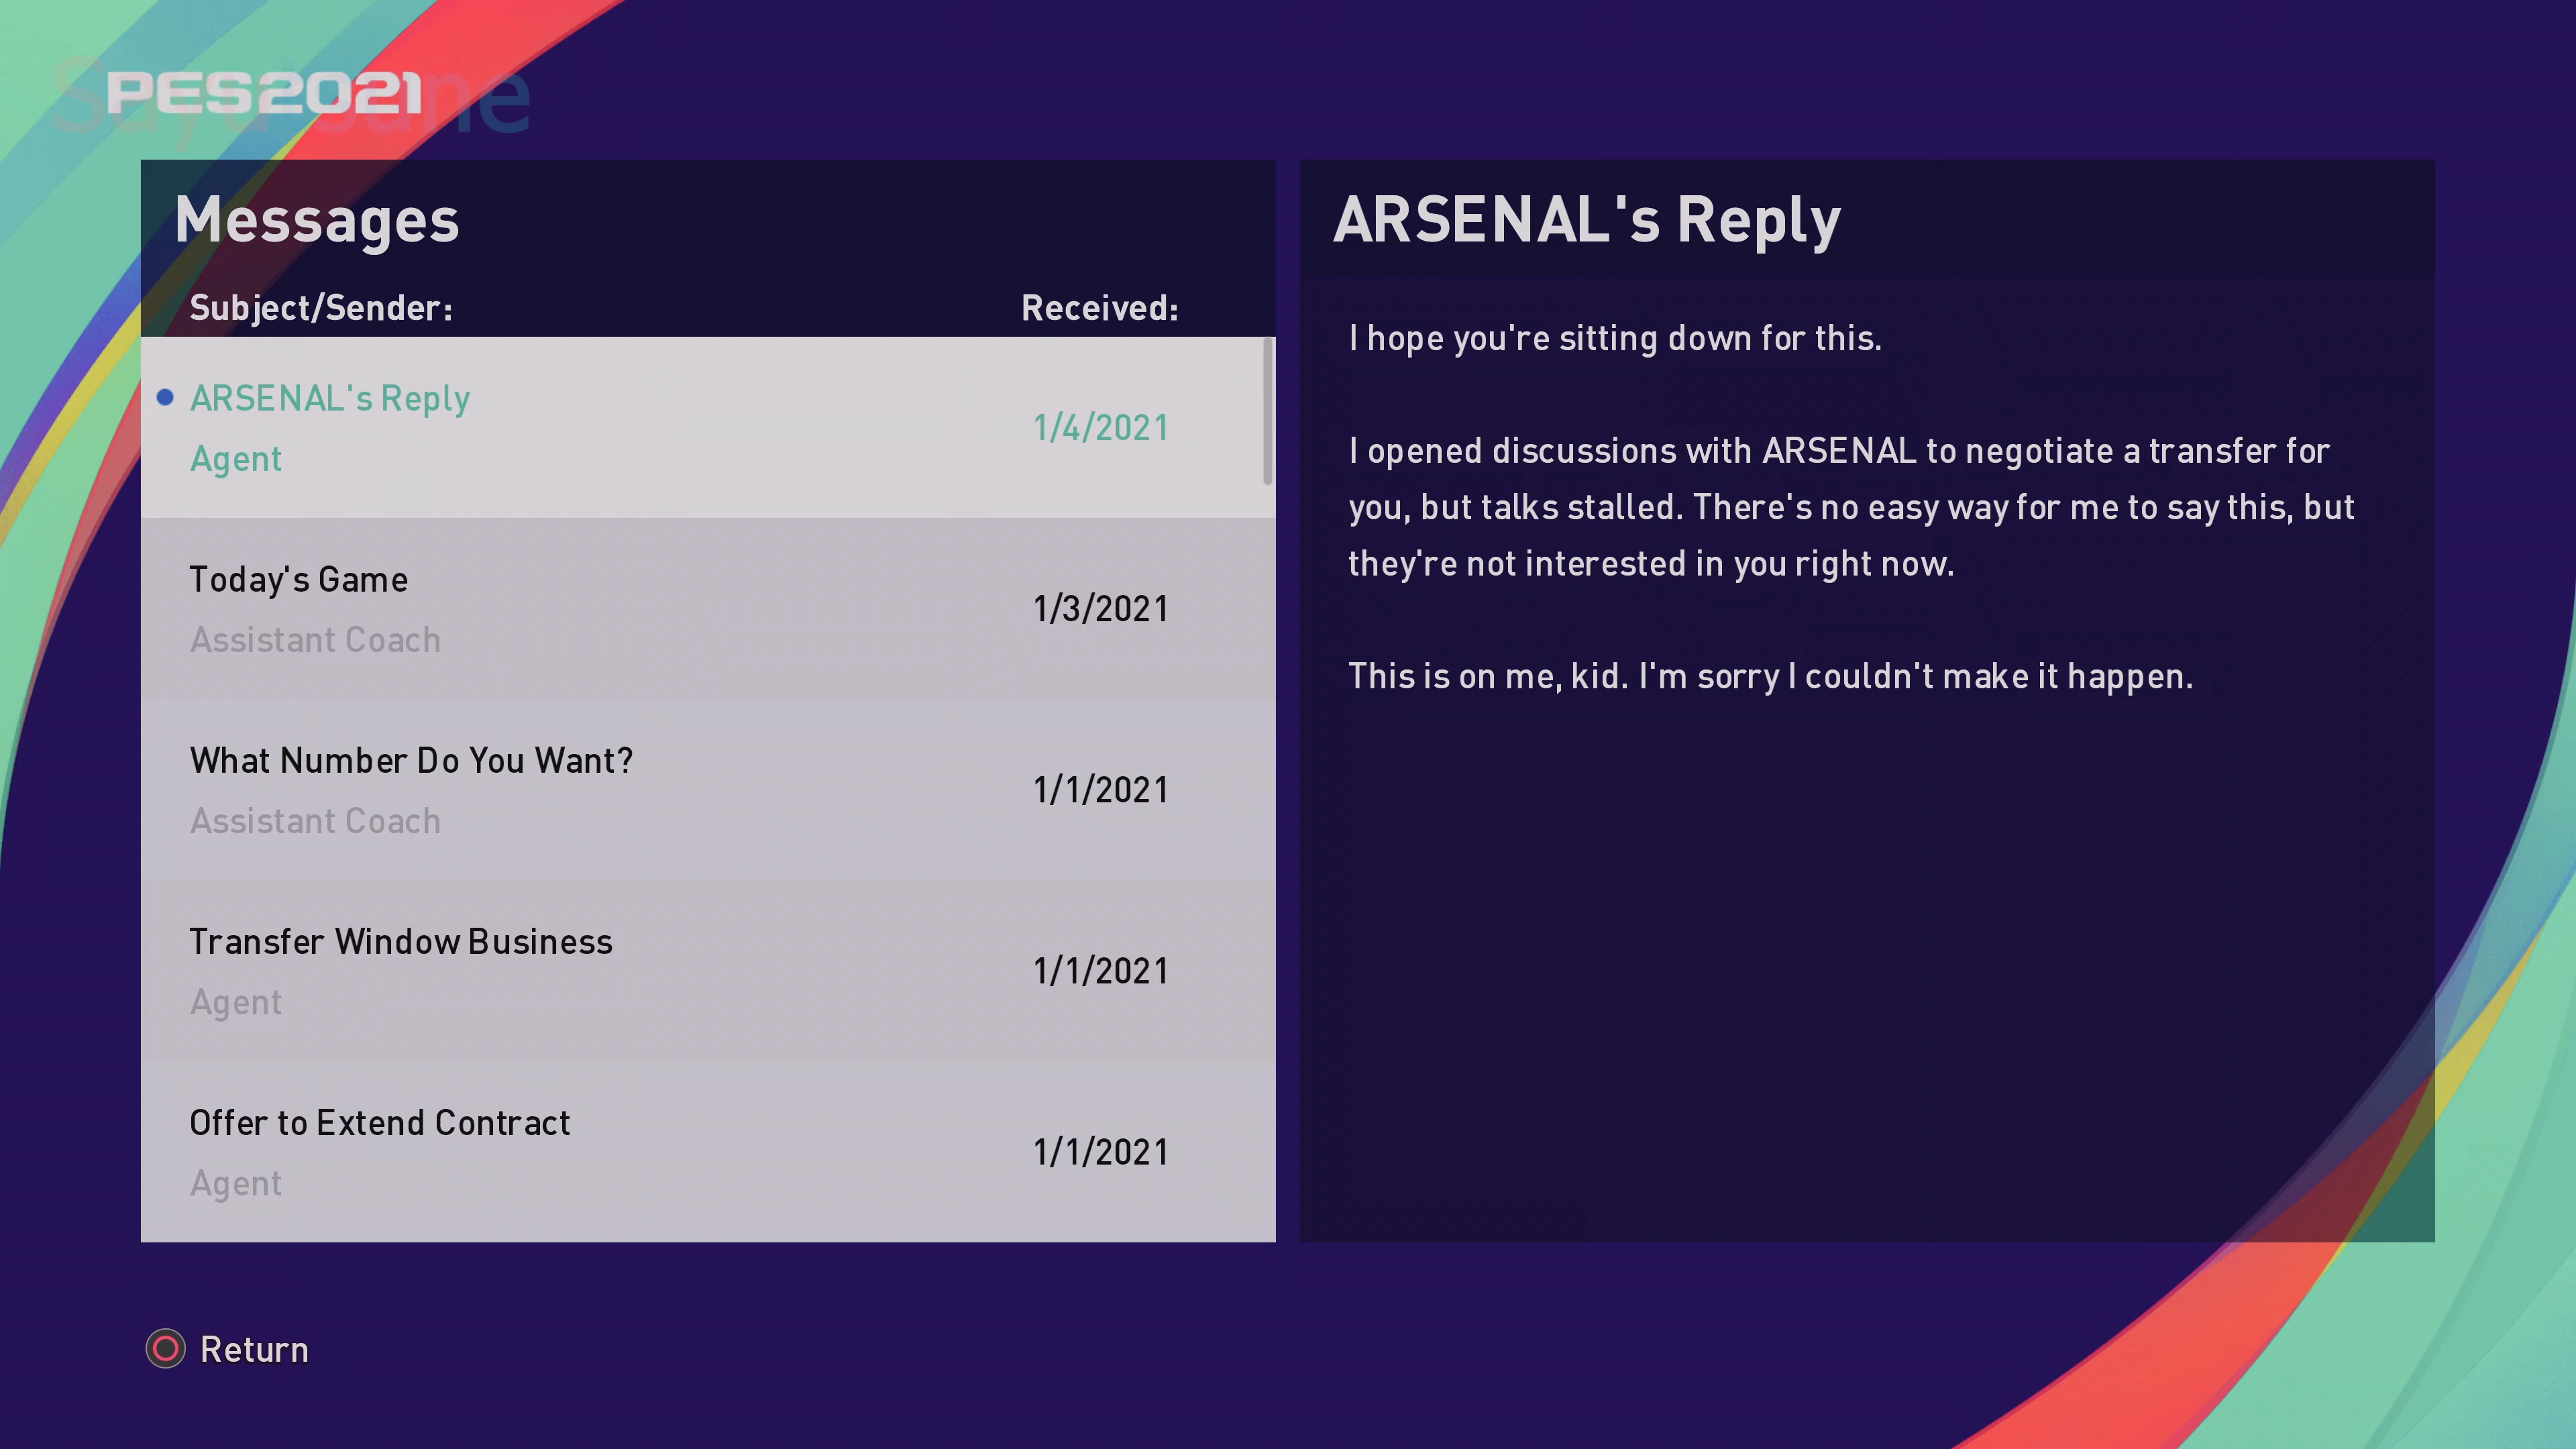 PES2021
Messages
Subject/Sender:
Received:
ARSENAL's Reply
Agent
1/4/2021
Today's Game
Assistant Coach
1/3/2021
What Number Do You Want?
Assistant Coach
1/1/2021
Transfer Window Business
Agent
1/1/2021
Offer to Extend Contract
Agent
1/1/2021
ARSENAL's Reply
I hope you're sitting down for this.
I opened discussions with ARSENAL to negotiate a transfer for
you, but talks stalled. There's no easy way for me to say this, but
they're not interested in you right now.
This is on me, kid. I'm sorry I couldn't make it happen.
Return